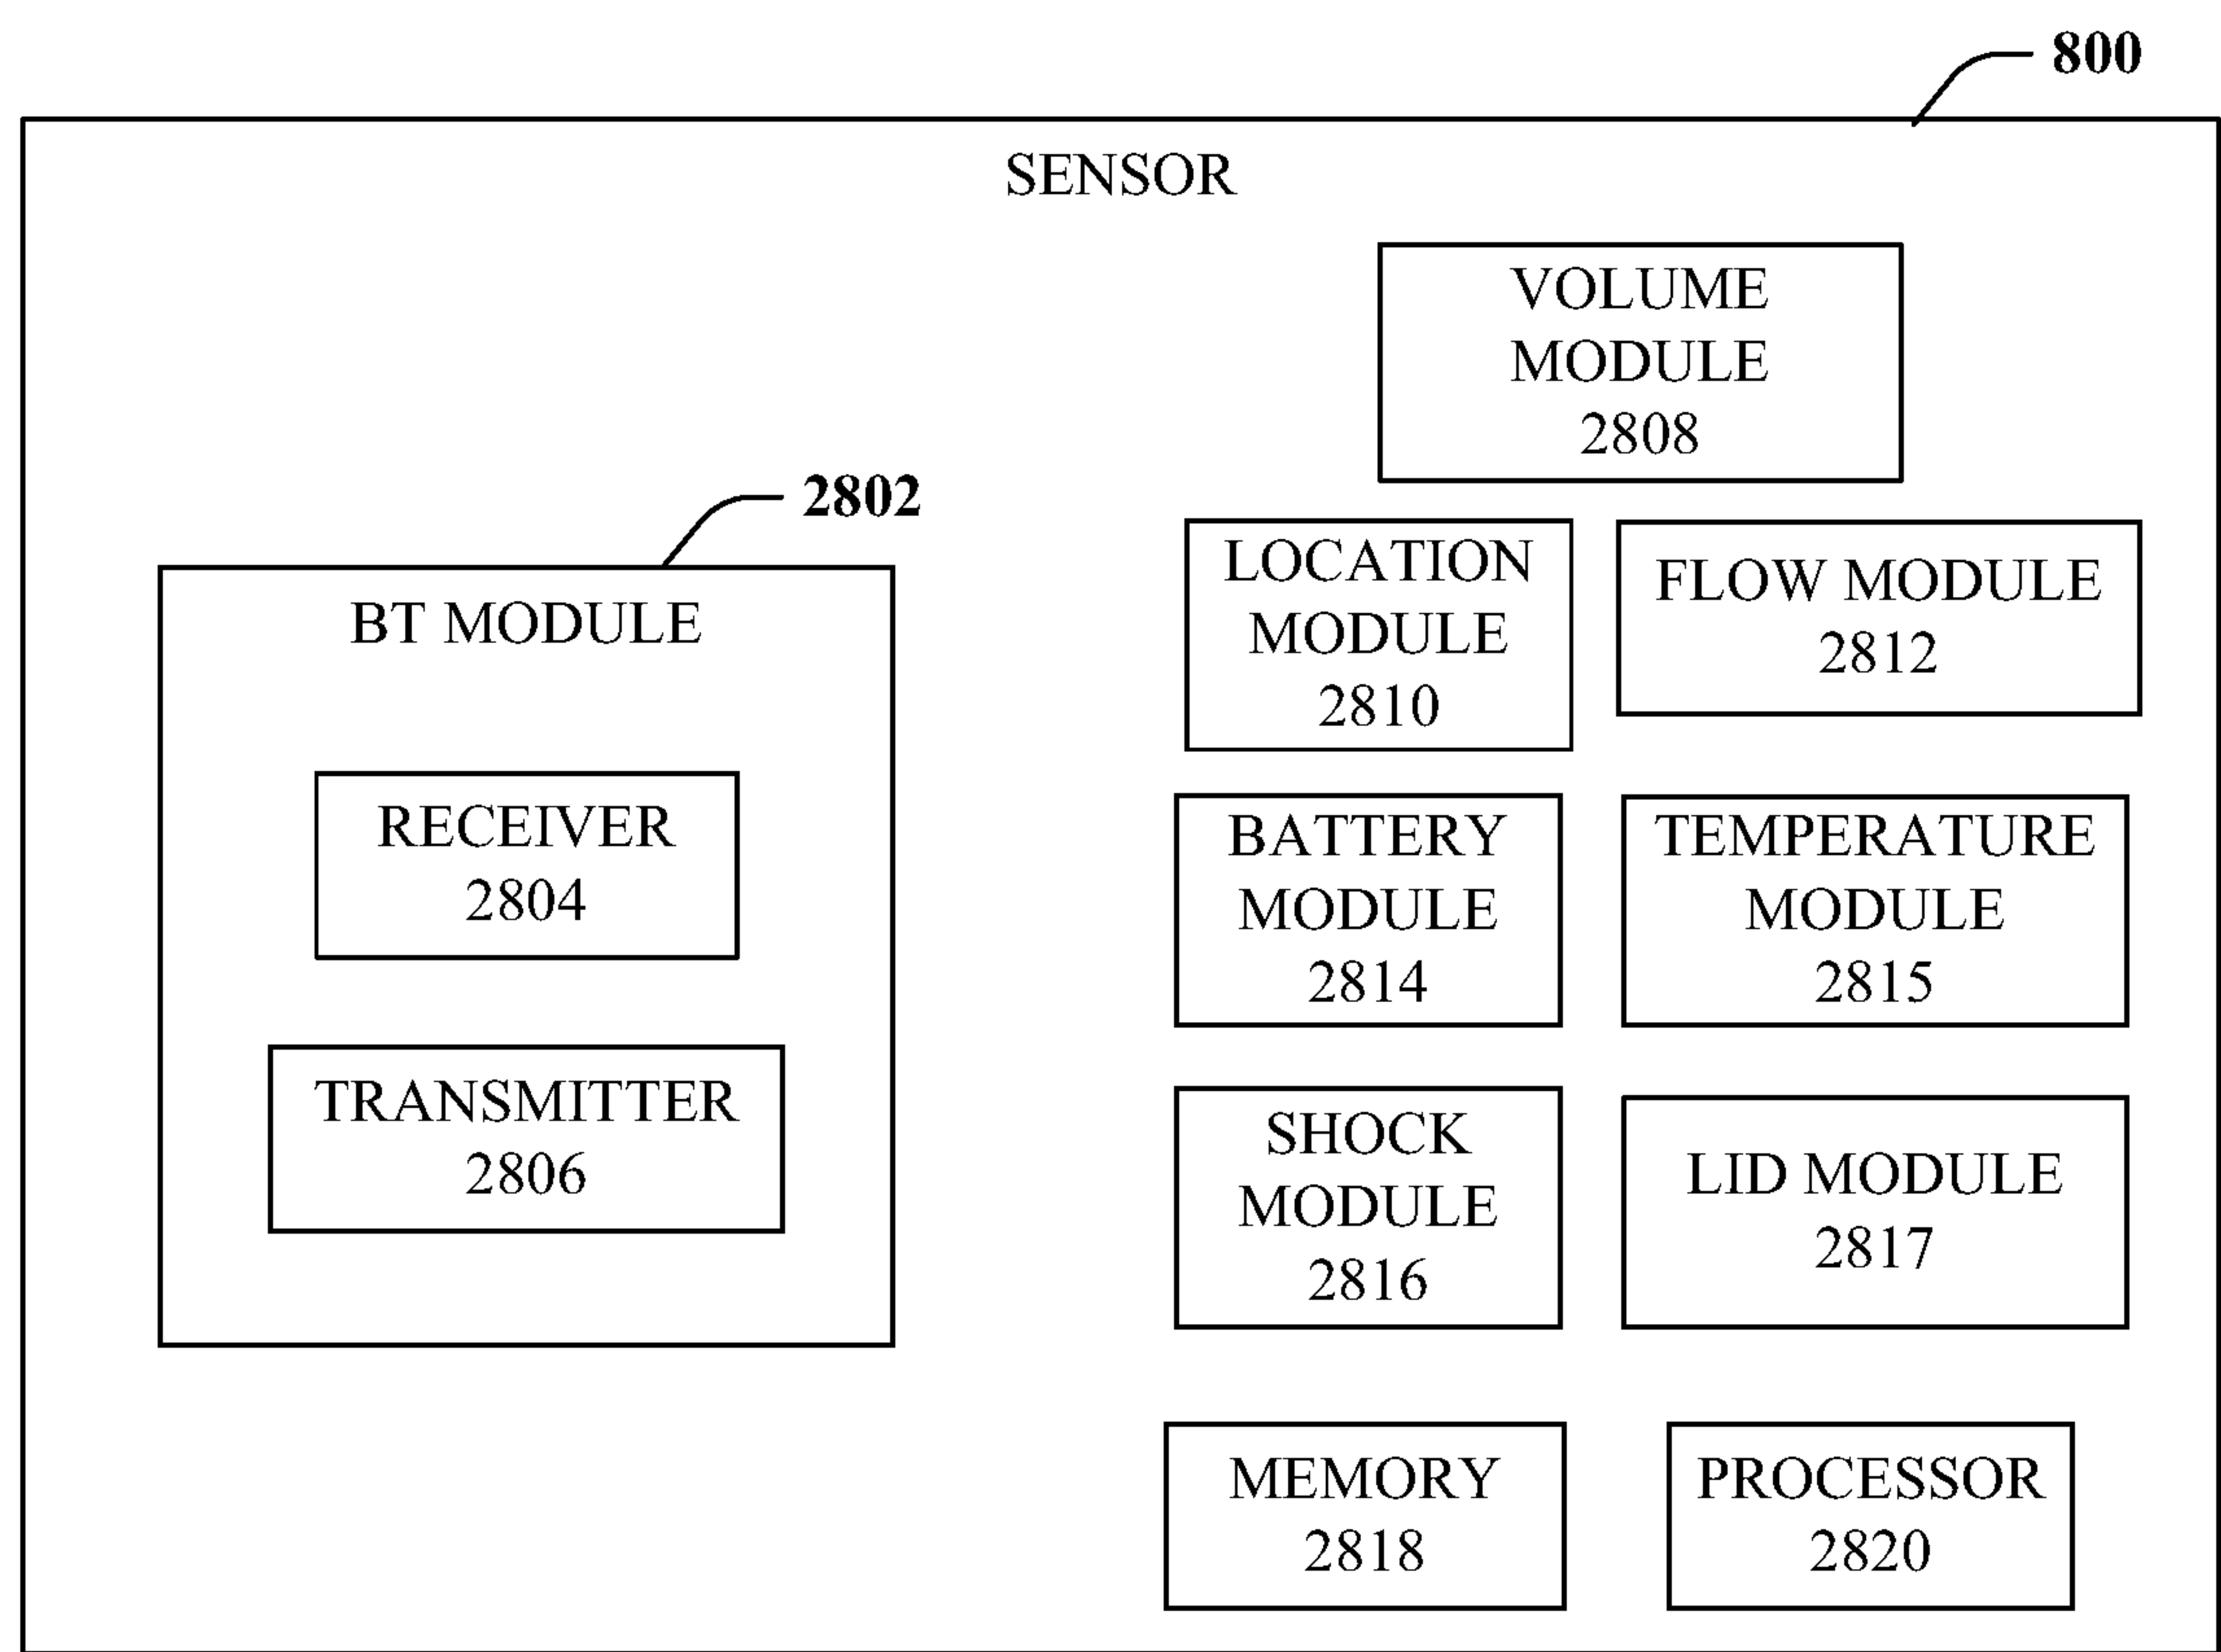 800
SENSOR
VOLUME
MODULE
2808
2802
BT MODULE
RECEIVER
2804
TRANSMITTER
2806
LOCATION
MODULE
2810
FLOW MODULE
2812
BATTERY
MODULE
2814
TEMPERATURE
MODULE
2815
SHOCK
MODULE
2816
LID MODULE
2817
MEMORY
2818
PROCESSOR
2820